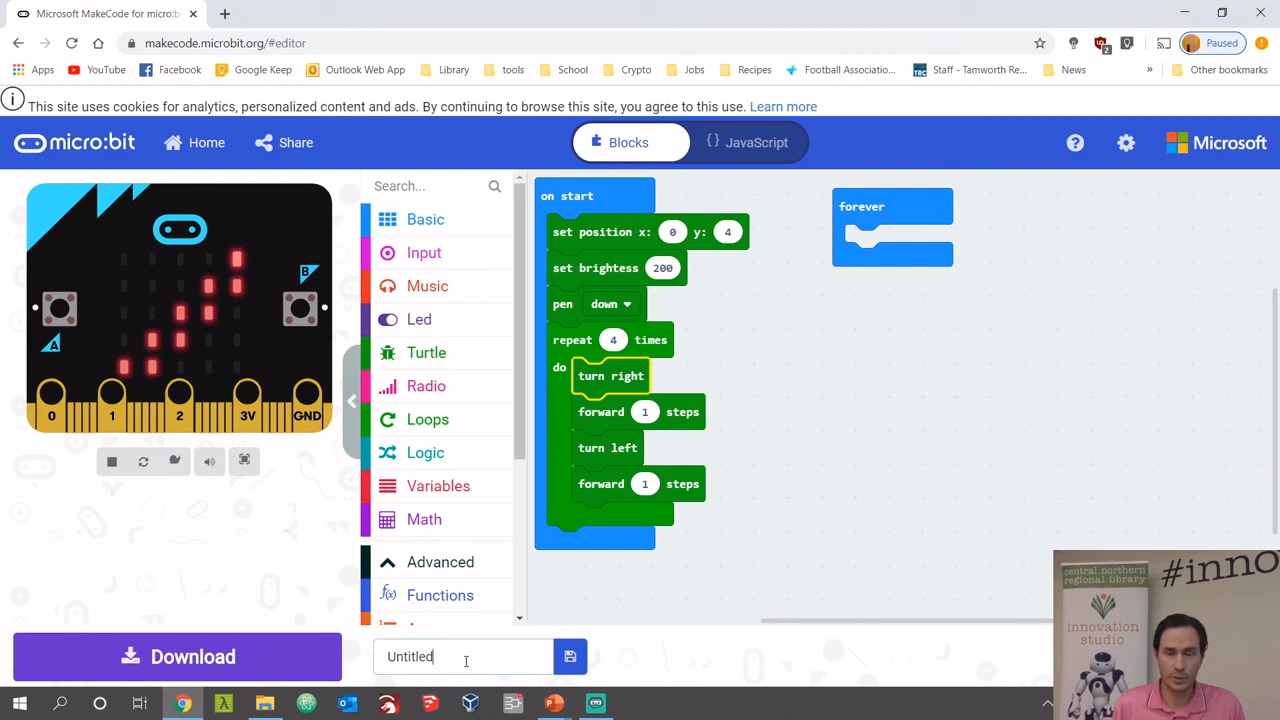 Microsoft MakeCode for micro:bi
makecode.microbit.org/#editor
2
Paused
Apps
YouTube
Facebook
Google Keep
Outlook Web App
Library
tools
School
Crypto
Jobs
Recipes
Football Association...
Staff - Tamworth Re...
News
»
Other bookmarks
This site uses cookies for analytics, personalized content and ads. By continuing to browse this site, you agree to this use. Learn more
micro:bit
Home
Share
Blocks
{} JavaScript
Microsoft
A
B
0
1
2
3V
GND
Search...
Basic
Input
Music
Led
Turtle
Radio
Loops
Logic
Variables
Math
Advanced
Functions
on start
set position x: 0 y: 4
set brightess 200
pen down
repeat 4 times
do
turn right
forward 1 steps
turn left
forward 1 steps
forever
Download
Untitled
central northern
regional library
innovation
studio
#inno